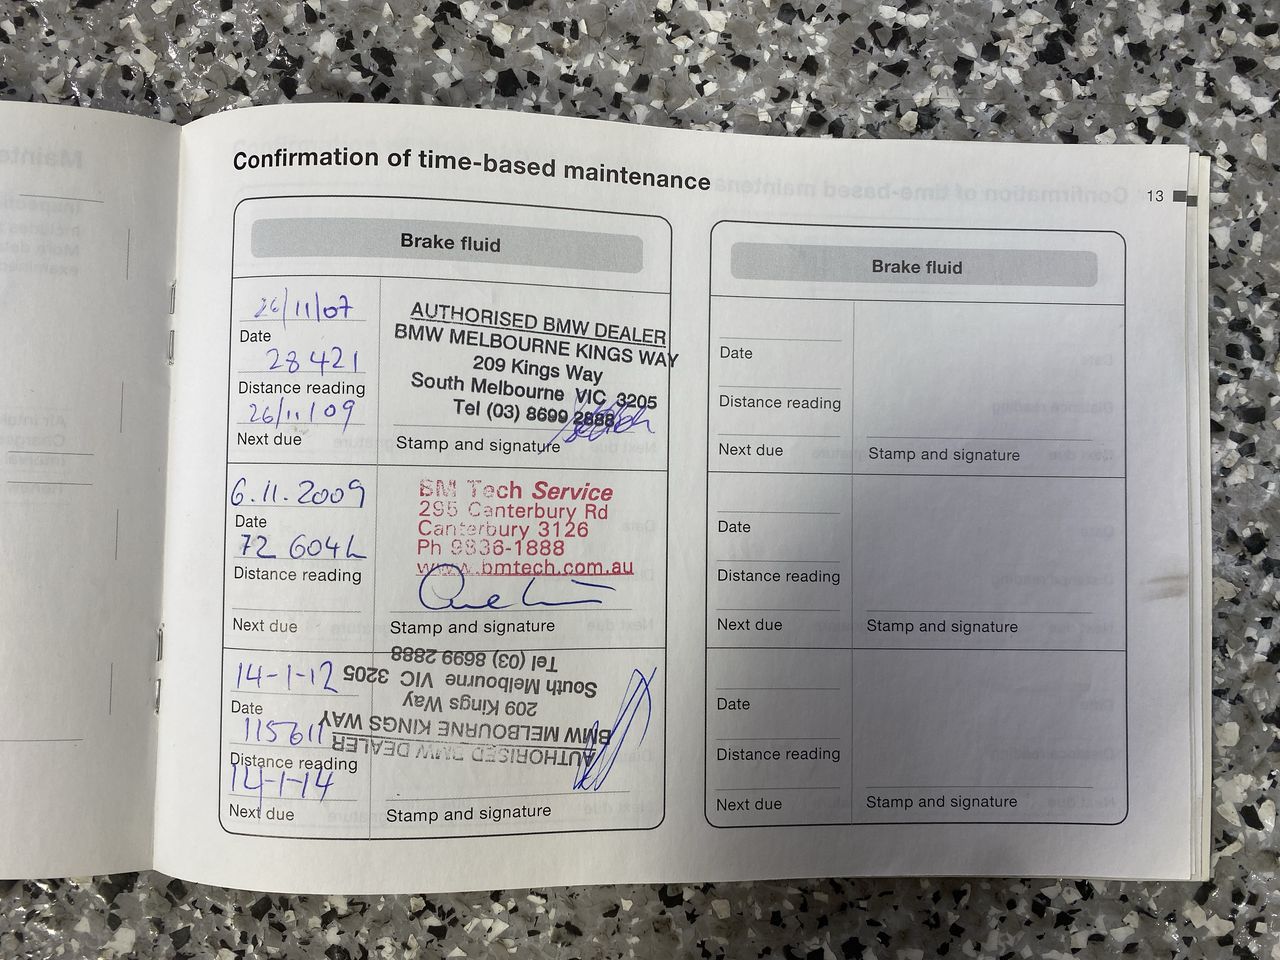 Confirmation of time-based maintenance
13
Brake fluid
26/11/07
Date
28421
Distance reading
26/11/09
Next due
AUTHORISED BMW DEALER
BMW MELBOURNE KINGS WAY
209 Kings Way
South Melbourne VIC 3205
Tel (03) 8699 2888
Stamp and signature
6.11.2009
Date
72 604
Distance reading
Next due
BM Tech Service
295 Canterbury Rd
Canterbury 3126
Ph 9836-1888
www.bmtech.com.au
Stamp and signature
14-1-12
Date
115611
Distance reading
14-1-14
Next due
AUTHORISED BMW DEALER
BMW MELBOURNE KINGS WAY
209 Kings Way
South Melbourne VIC 3205
Tel (03) 8699 2888
Stamp and signature
Brake fluid
Date
Distance reading
Next due
Stamp and signature
Date
Distance reading
Next due
Stamp and signature
Date
Distance reading
Next due
Stamp and signature